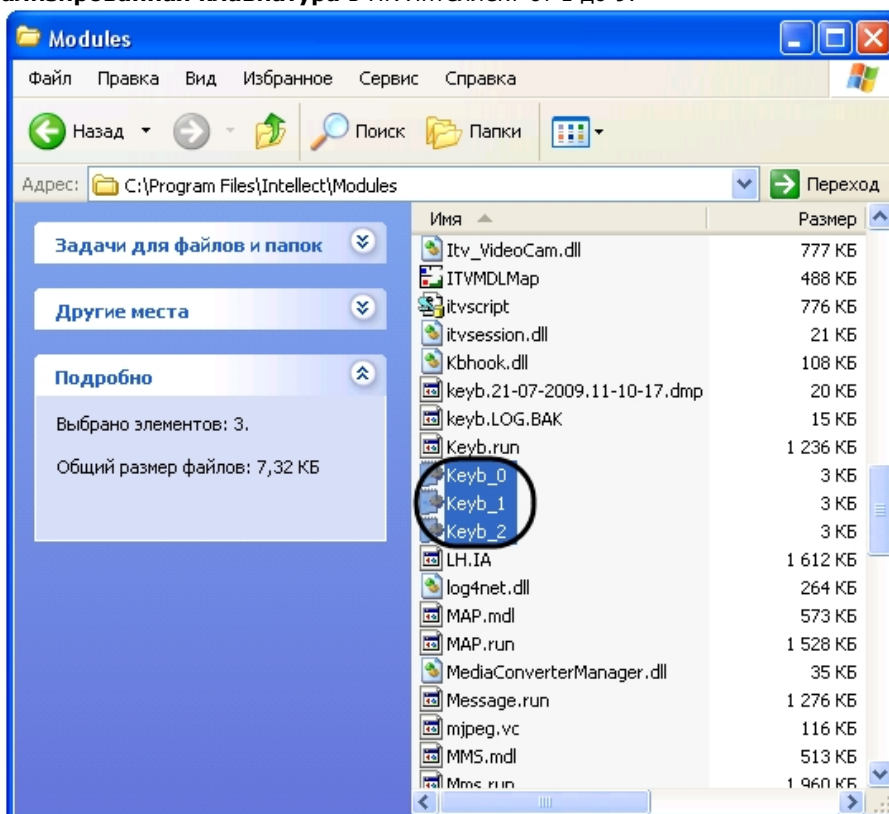 клавиатура
Modules
Файл Правка Вид Избранное Сервис Справка
Назад Поиск Папки
Адрес: C:\Program Files\Intellect\Modules Переход
Задачи для файлов и папок
Другие места
Подробно
Выбрано элементов: 3.
Общий размер файлов: 7,32 КБ
Имя Размер
Itv_VideoCam.dll 777 КБ
ITVMDLMap 488 КБ
itvscript 776 КБ
itvsession.dll 21 КБ
Kbhook.dll 108 КБ
keyb.21-07-2009.11-10-17.dmp 20 КБ
keyb.LOG.BAK 15 КБ
Keyb.run 1 236 КБ
Keyb_0 3 КБ
Keyb_1 3 КБ
Keyb_2 3 КБ
LH.IA 1 612 КБ
log4net.dll 264 КБ
MAP.mdl 573 КБ
MAP.run 1 528 КБ
MediaConverterManager.dll 35 КБ
Message.run 1 276 КБ
mjpeg.vc 116 КБ
MMS.mdl 513 КБ
Mms.run 1 960 КБ